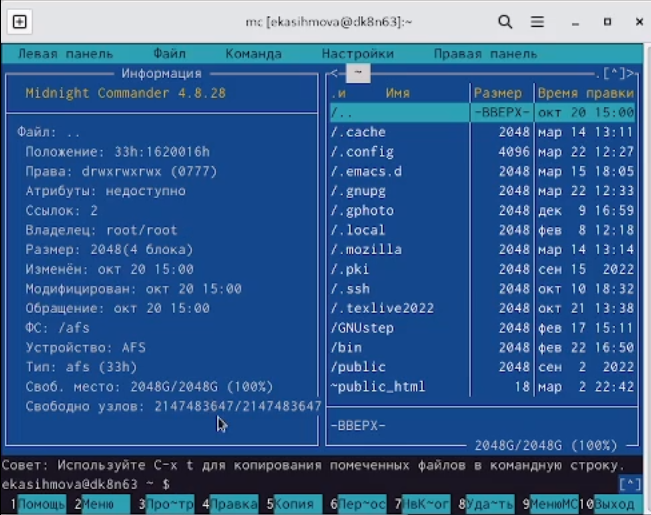 mc [ekasihmova@dk8n63]:~
Левая панель Файл Команда Настройки Правая панель
Информация
Midnight Commander 4.8.28
Файл: ..
Положение: 33h:1620016h
Права: drwxrwxrwx (0777)
Атрибуты: недоступно
Ссылок: 2
Владелец: root/root
Размер: 2048(4 блока)
Изменён: окт 20 15:00
Модифицирован: окт 20 15:00
Обращение: окт 20 15:00
ФС: /afs
Устройство: AFS
Тип: afs (33h)
Своб. место: 2048G/2048G (100%)
Свободно узлов: 2147483647/2147483647
<─ ~ .[^]>
.и Имя Размер Время правки
/.. -ВВЕРХ- окт 20 15:00
/.cache 2048 мар 14 13:11
/.config 4096 мар 22 12:27
/.emacs.d 2048 мар 15 18:05
/.gnupg 2048 мар 22 12:33
/.gphoto 2048 дек 9 16:59
/.local 2048 фев 8 12:18
/.mozilla 2048 мар 14 13:14
/.pki 2048 сен 15 2022
/.ssh 2048 окт 10 18:32
/.texlive2022 2048 окт 21 13:38
/GNUstep 2048 фев 17 15:11
/bin 2048 фев 22 16:50
/public 2048 сен 2 2022
~public_html 18 мар 2 22:42
-ВВЕРХ-
2048G/2048G (100%)
Совет: Используйте C-x t для копирования помеченных файлов в командную строку.
ekasihmova@dk8n63 ~ $ [^]
1Помощь 2Меню 3Про~тр 4Правка 5Копия 6Пер~ос 7НвК~ог 8Уда~ть 9МенюMC 10Выход